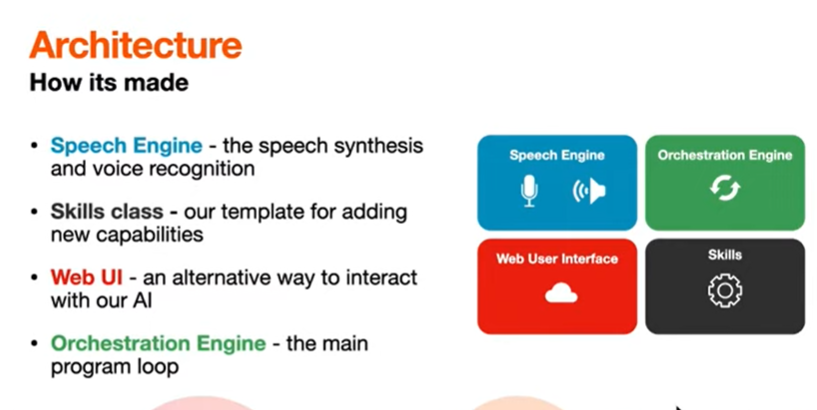 Architecture
How its made
• Speech Engine - the speech synthesis
and voice recognition
• Skills class - our template for adding
new capabilities
• Web UI - an alternative way to interact
with our AI
• Orchestration Engine - the main
program loop
Speech Engine
Orchestration Engine
Web User Interface
Skills